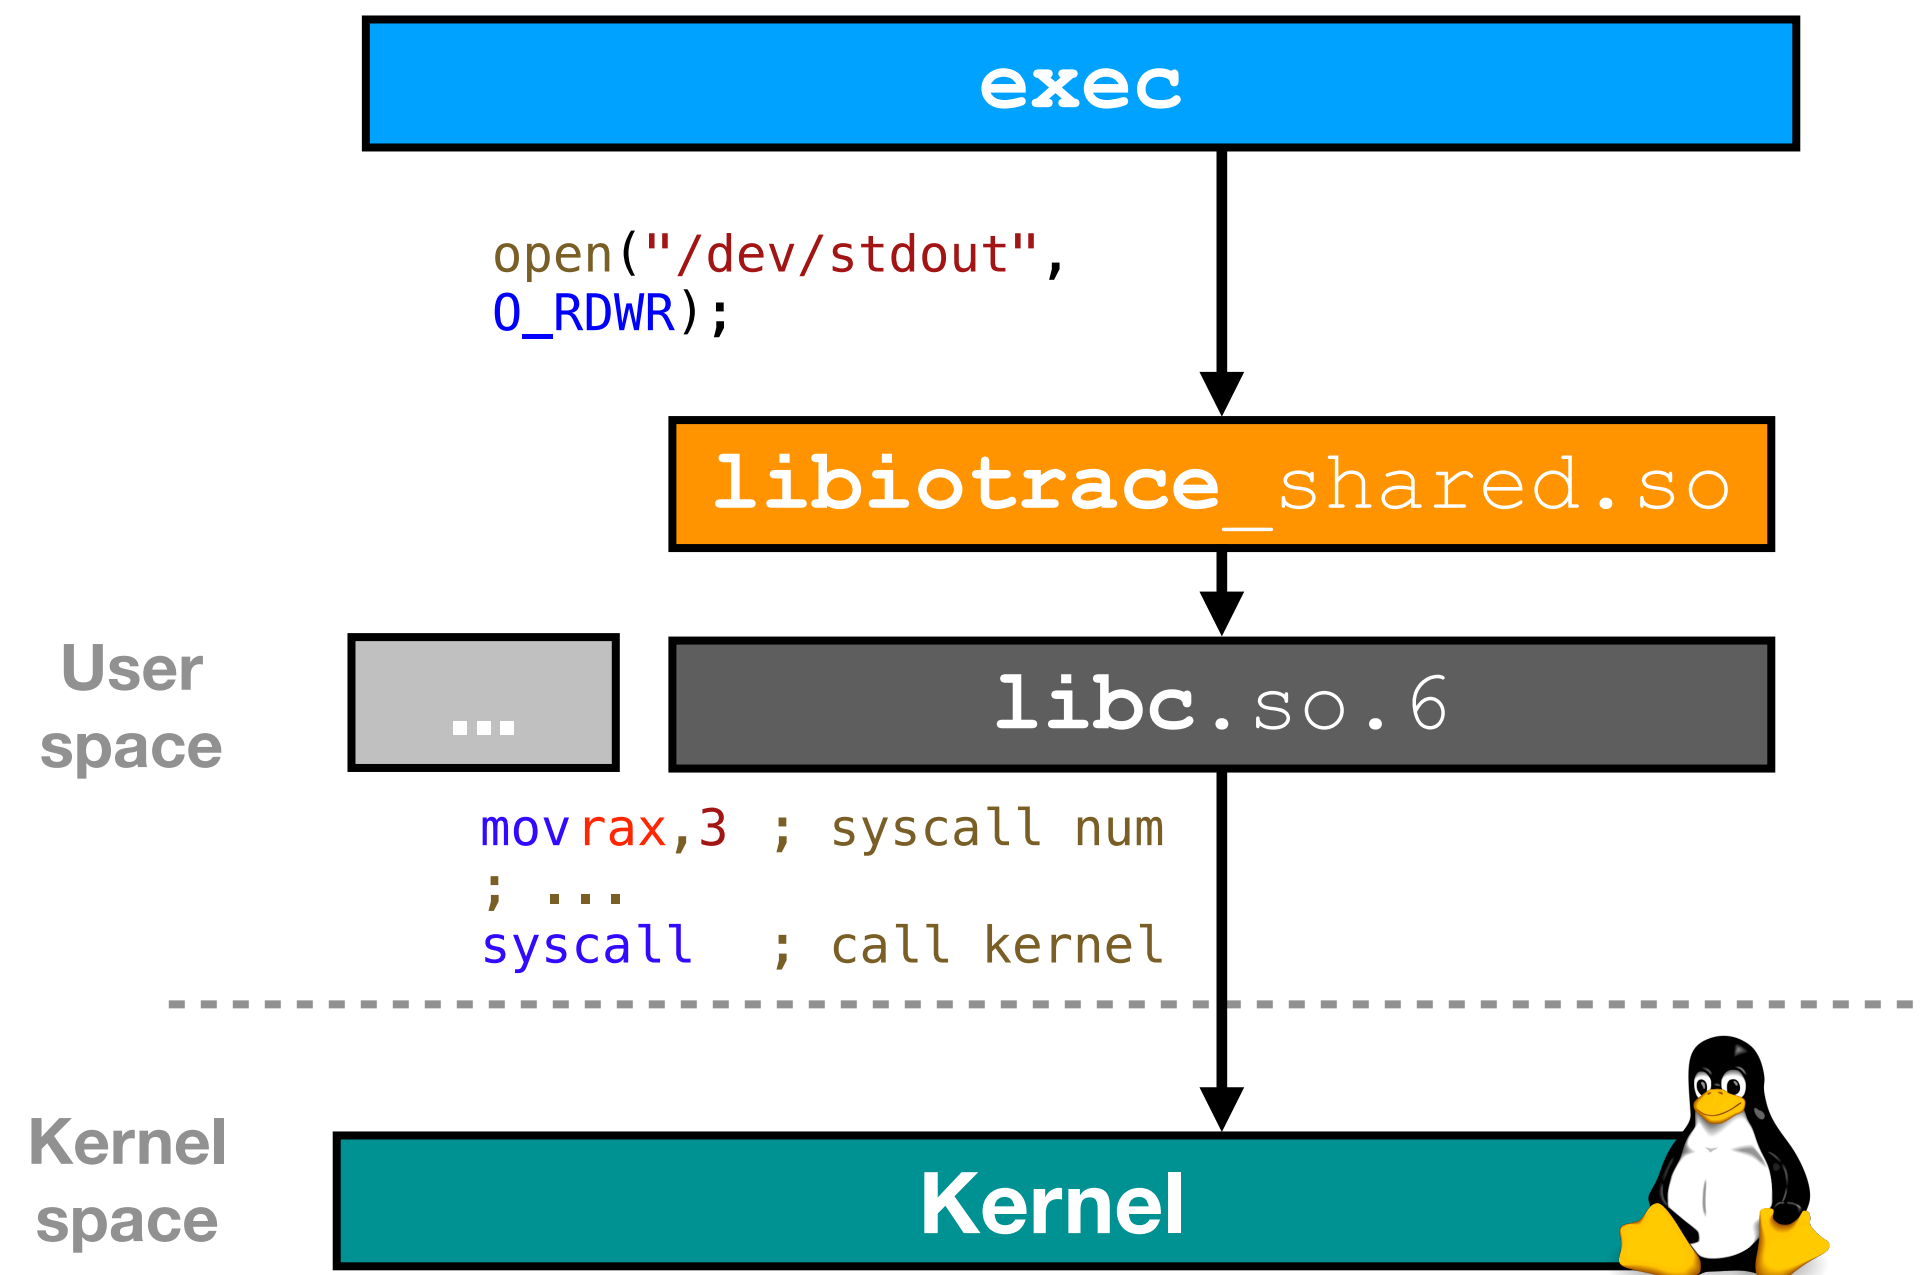 exec
open("/dev/stdout",
O_RDWR);
libiotrace_shared.so
User
space
...
libc.so.6
mov rax,3 ; syscall num
; ...
syscall ; call kernel
Kernel
space
Kernel